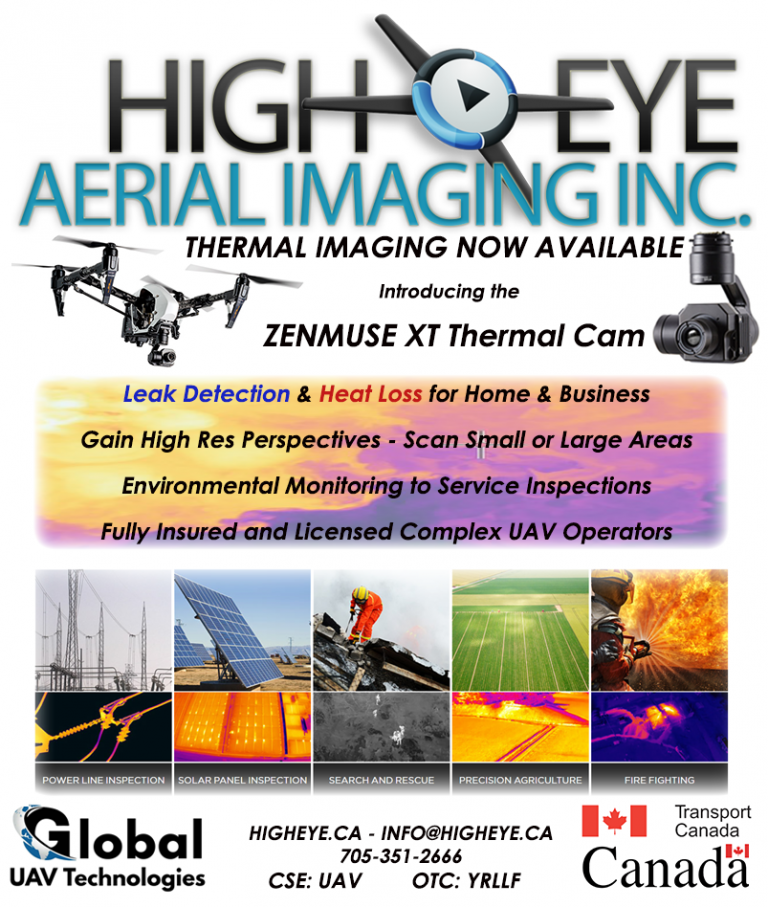 HIGH EYE
AERIAL IMAGING INC.
THERMAL IMAGING NOW AVAILABLE
Introducing the
ZENMUSE XT Thermal Cam
Leak Detection & Heat Loss for Home & Business
Gain High Res Perspectives - Scan Small or Large Areas
Environmental Monitoring to Service Inspections
Fully Insured and Licensed Complex UAV Operators
POWER LINE INSPECTION SOLAR PANEL INSPECTION SEARCH AND RESCUE PRECISION AGRICULTURE FIRE FIGHTING
Global
UAV Technologies
HIGHEYE.CA - INFO@HIGHEYE.CA
705-351-2666
CSE: UAV OTC: YRLLF
Transport
Canada
Canada